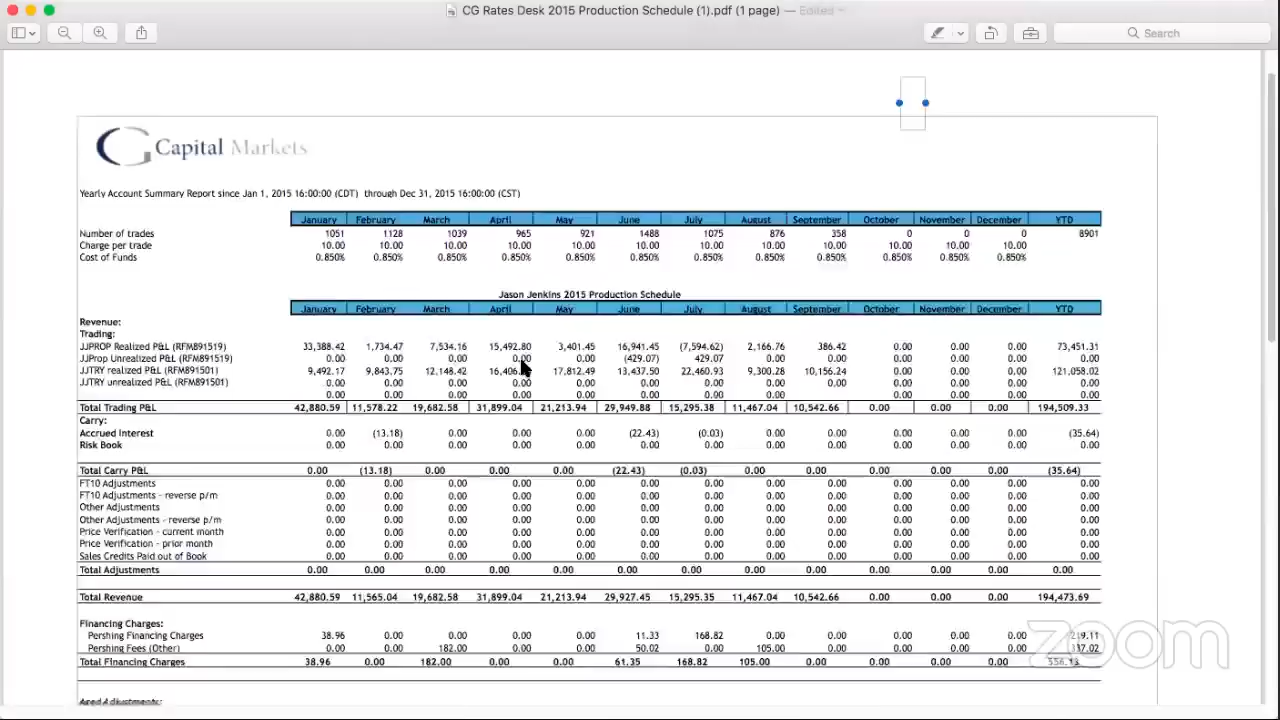 CG Rates Desk 2015 Production Schedule (1).pdf (1 page) — Edited
Search
Capital Markets
Yearly Account Summary Report since Jan 1, 2015 16:00:00 (CDT) through Dec 31, 2015 16:00:00 (CST)
January February March April May June July August September October November December YTD
Number of trades 1051 1128 1039 965 921 1488 1075 876 358 0 0 0 8901
Charge per trade 10.00 10.00 10.00 10.00 10.00 10.00 10.00 10.00 10.00 10.00 10.00 10.00
Cost of Funds 0.850% 0.850% 0.850% 0.850% 0.850% 0.850% 0.850% 0.850% 0.850% 0.850% 0.850% 0.850%
Jason Jenkins 2015 Production Schedule
January February March April May June July August September October November December YTD
Revenue:
Trading:
JJPROP Realized P&L (RFM891519) 33,388.42 1,734.47 7,534.16 15,492.80 3,401.45 16,941.45 (7,594.62) 2,166.76 386.42 0.00 0.00 0.00 73,451.31
JJProp Unrealized P&L (RFM891519) 0.00 0.00 0.00 0.00 0.00 (429.07) 429.07 0.00 0.00 0.00 0.00 0.00 0.00
JJTRY realized P&L (RFM891501) 9,492.17 9,843.75 12,148.42 16,406. 17,812.49 13,437.50 22,460.93 9,300.28 10,156.24 0.00 0.00 0.00 121,058.02
JJTRY unrealized P&L (RFM891501) 0.00 0.00 0.00 0.00 0.00 0.00 0.00 0.00 0.00 0.00 0.00 0.00 0.00
0.00 0.00 0.00 0.00 0.00 0.00 0.00 0.00 0.00 0.00 0.00 0.00
Total Trading P&L 42,880.59 11,578.22 19,682.58 31,899.04 21,213.94 29,949.88 15,295.38 11,467.04 10,542.66 0.00 0.00 0.00 194,509.33
Carry:
Accrued Interest 0.00 (13.18) 0.00 0.00 0.00 (22.43) (0.03) 0.00 0.00 0.00 0.00 0.00 (35.64)
Risk Book 0.00 0.00 0.00 0.00 0.00 0.00 0.00 0.00 0.00 0.00 0.00 0.00 0.00
Total Carry P&L 0.00 (13.18) 0.00 0.00 0.00 (22.43) (0.03) 0.00 0.00 0.00 0.00 0.00 (35.64)
FT10 Adjustments 0.00 0.00 0.00 0.00 0.00 0.00 0.00 0.00 0.00 0.00 0.00 0.00 0.00
FT10 Adjustments - reverse p/m 0.00 0.00 0.00 0.00 0.00 0.00 0.00 0.00 0.00 0.00 0.00 0.00 0.00
Other Adjustments 0.00 0.00 0.00 0.00 0.00 0.00 0.00 0.00 0.00 0.00 0.00 0.00 0.00
Other Adjustments - reverse p/m 0.00 0.00 0.00 0.00 0.00 0.00 0.00 0.00 0.00 0.00 0.00 0.00 0.00
Price Verification - current month 0.00 0.00 0.00 0.00 0.00 0.00 0.00 0.00 0.00 0.00 0.00 0.00 0.00
Price Verification - prior month 0.00 0.00 0.00 0.00 0.00 0.00 0.00 0.00 0.00 0.00 0.00 0.00 0.00
Sales Credits Paid out of Book 0.00 0.00 0.00 0.00 0.00 0.00 0.00 0.00 0.00 0.00 0.00 0.00 0.00
Total Adjustments 0.00 0.00 0.00 0.00 0.00 0.00 0.00 0.00 0.00 0.00 0.00 0.00 0.00
Total Revenue 42,880.59 11,565.04 19,682.58 31,899.04 21,213.94 29,927.45 15,295.35 11,467.04 10,542.66 0.00 0.00 0.00 194,473.69
Financing Charges:
Pershing Financing Charges 38.96 0.00 0.00 0.00 0.00 11.33 168.82 0.00 0.00 0.00 0.00 0.00
Pershing Fees (Other) 0.00 0.00 182.00 0.00 0.00 50.02 0.00 105.00 0.00 0.00 0.00 0.00
Total Financing Charges 38.96 0.00 182.00 0.00 0.00 61.35 168.82 105.00 0.00 0.00 0.00 0.00
zoom